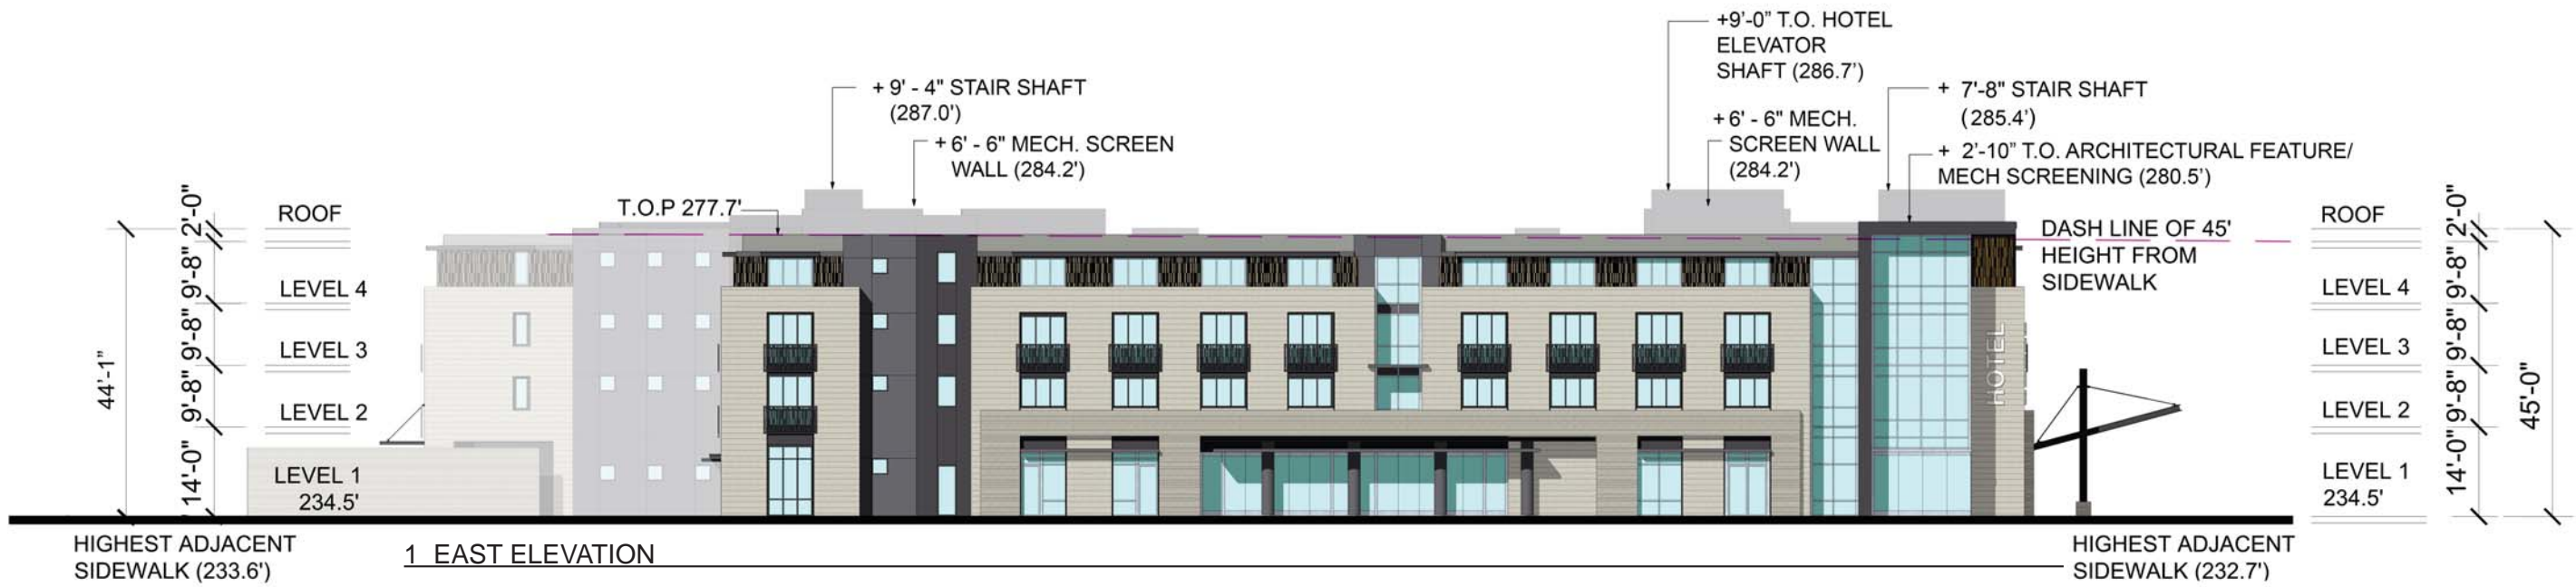 +9'-0" T.O. HOTEL
ELEVATOR
SHAFT (286.7')
+ 9' - 4" STAIR SHAFT
(287.0')
+ 6' - 6" MECH. SCREEN
WALL (284.2')
+ 6' - 6" MECH.
SCREEN WALL
(284.2')
+ 7'-8" STAIR SHAFT
(285.4')
+ 2'-10" T.O. ARCHITECTURAL FEATURE/
MECH SCREENING (280.5')
T.O.P 277.7'
DASH LINE OF 45'
HEIGHT FROM
SIDEWALK
44'-1"
2'-0"
9'-8"
9'-8"
9'-8"
14'-0"
ROOF
LEVEL 4
LEVEL 3
LEVEL 2
LEVEL 1
234.5'
HOTEL
ROOF
LEVEL 4
LEVEL 3
LEVEL 2
LEVEL 1
234.5'
2'-0"
9'-8"
9'-8"
9'-8"
14'-0"
45'-0"
HIGHEST ADJACENT
SIDEWALK (233.6')
1 EAST ELEVATION
HIGHEST ADJACENT
SIDEWALK (232.7')